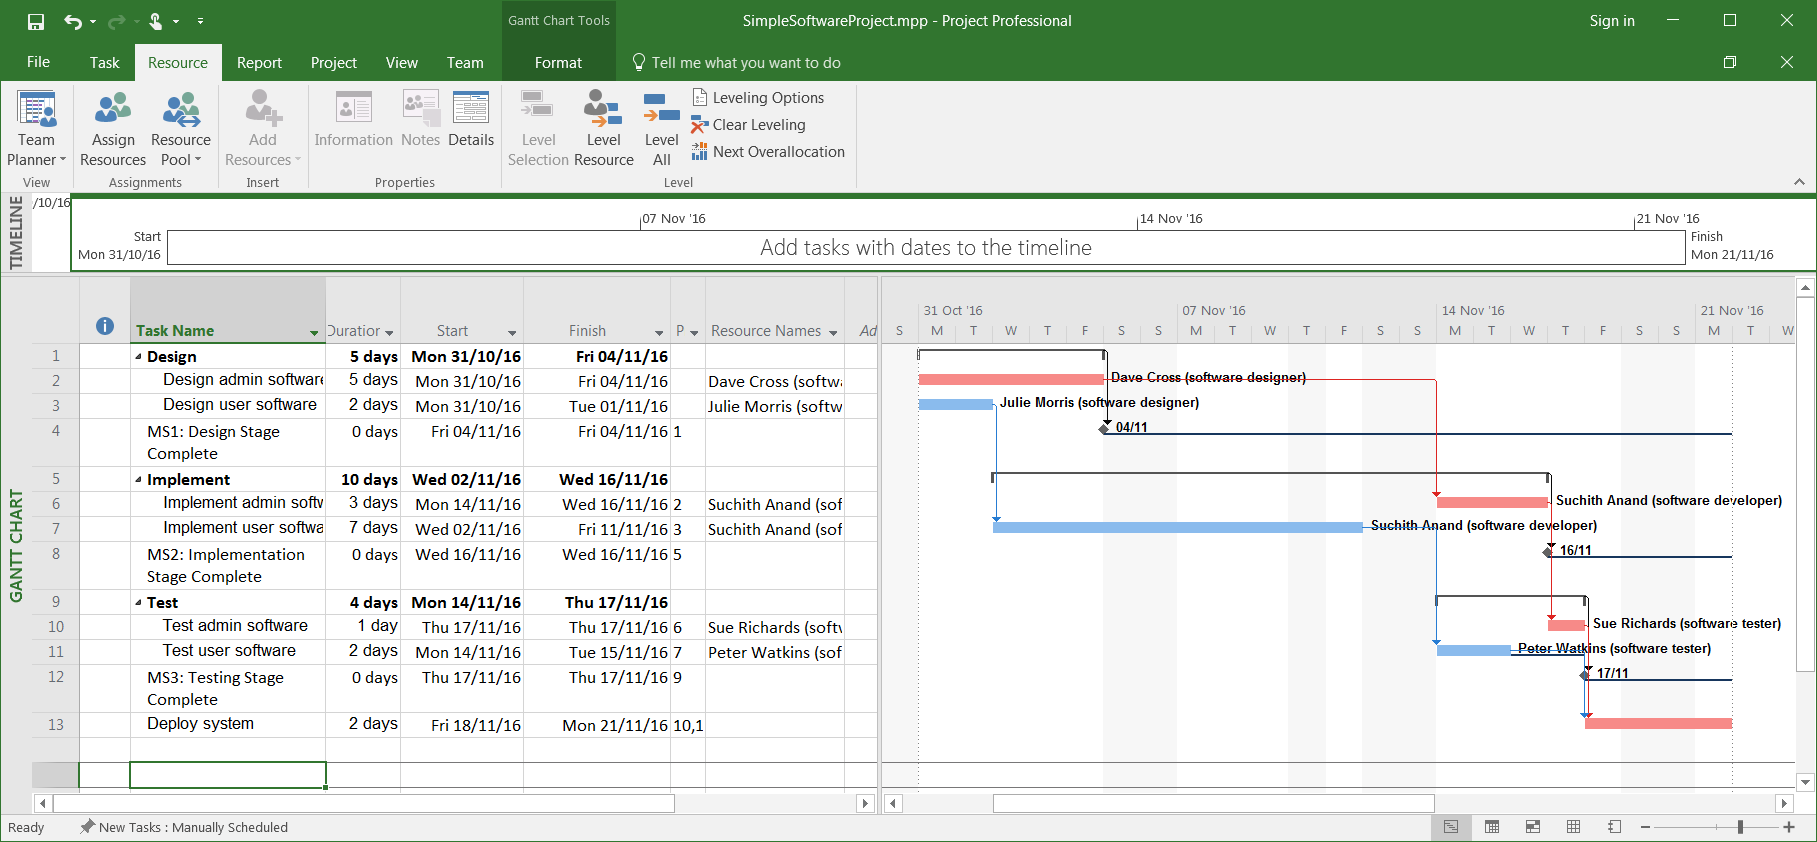 Gantt Chart Tools
SimpleSoftwareProject.mpp - Project Professional
Sign in
File Task Resource Report Project View Team Format Tell me what you want to do
Team Planner
Assign Resources
Resource Pool
Add Resources
Information
Notes
Details
Level Selection
Level Resource
Level All
Leveling Options
Clear Leveling
Next Overallocation
View Assignments Insert Properties Level
TIMELINE
/10/16
07 Nov '16 14 Nov '16 21 Nov '16
Start
Mon 31/10/16
Add tasks with dates to the timeline
Finish
Mon 21/11/16
GANTT CHART
Task Name Duration Start Finish P Resource Names Ad
1 Design 5 days Mon 31/10/16 Fri 04/11/16
2 Design admin software 5 days Mon 31/10/16 Fri 04/11/16 Dave Cross (softwa
3 Design user software 2 days Mon 31/10/16 Tue 01/11/16 Julie Morris (softw
4 MS1: Design Stage Complete 0 days Fri 04/11/16 Fri 04/11/16 1
5 Implement 10 days Wed 02/11/16 Wed 16/11/16
6 Implement admin softw 3 days Mon 14/11/16 Wed 16/11/16 2 Suchith Anand (sof
7 Implement user softwa 7 days Wed 02/11/16 Fri 11/11/16 3 Suchith Anand (sof
8 MS2: Implementation Stage Complete 0 days Wed 16/11/16 Wed 16/11/16 5
9 Test 4 days Mon 14/11/16 Thu 17/11/16
10 Test admin software 1 day Thu 17/11/16 Thu 17/11/16 6 Sue Richards (softw
11 Test user software 2 days Mon 14/11/16 Tue 15/11/16 7 Peter Watkins (sof
12 MS3: Testing Stage Complete 0 days Thu 17/11/16 Thu 17/11/16 9
13 Deploy system 2 days Fri 18/11/16 Mon 21/11/16 10,1
31 Oct '16 07 Nov '16 14 Nov '16 21 Nov '16
S M T W T F S S M T W T F S S M T W T F S S M T W
Dave Cross (software designer)
Julie Morris (software designer)
04/11
Suchith Anand (software developer)
Suchith Anand (software developer)
16/11
Sue Richards (software tester)
Peter Watkins (software tester)
17/11
Ready New Tasks : Manually Scheduled